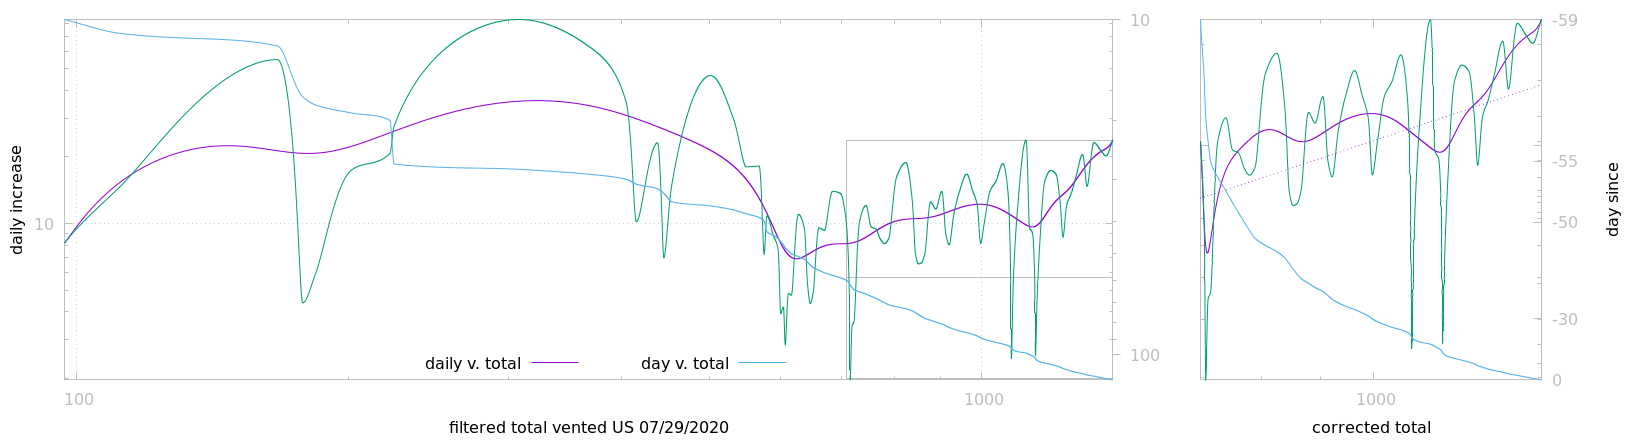 10
-59
daily increase
-55
day since
10
-50
-30
daily v. total
day v. total
100
0
100
1000
1000
filtered total vented US 07/29/2020
corrected total